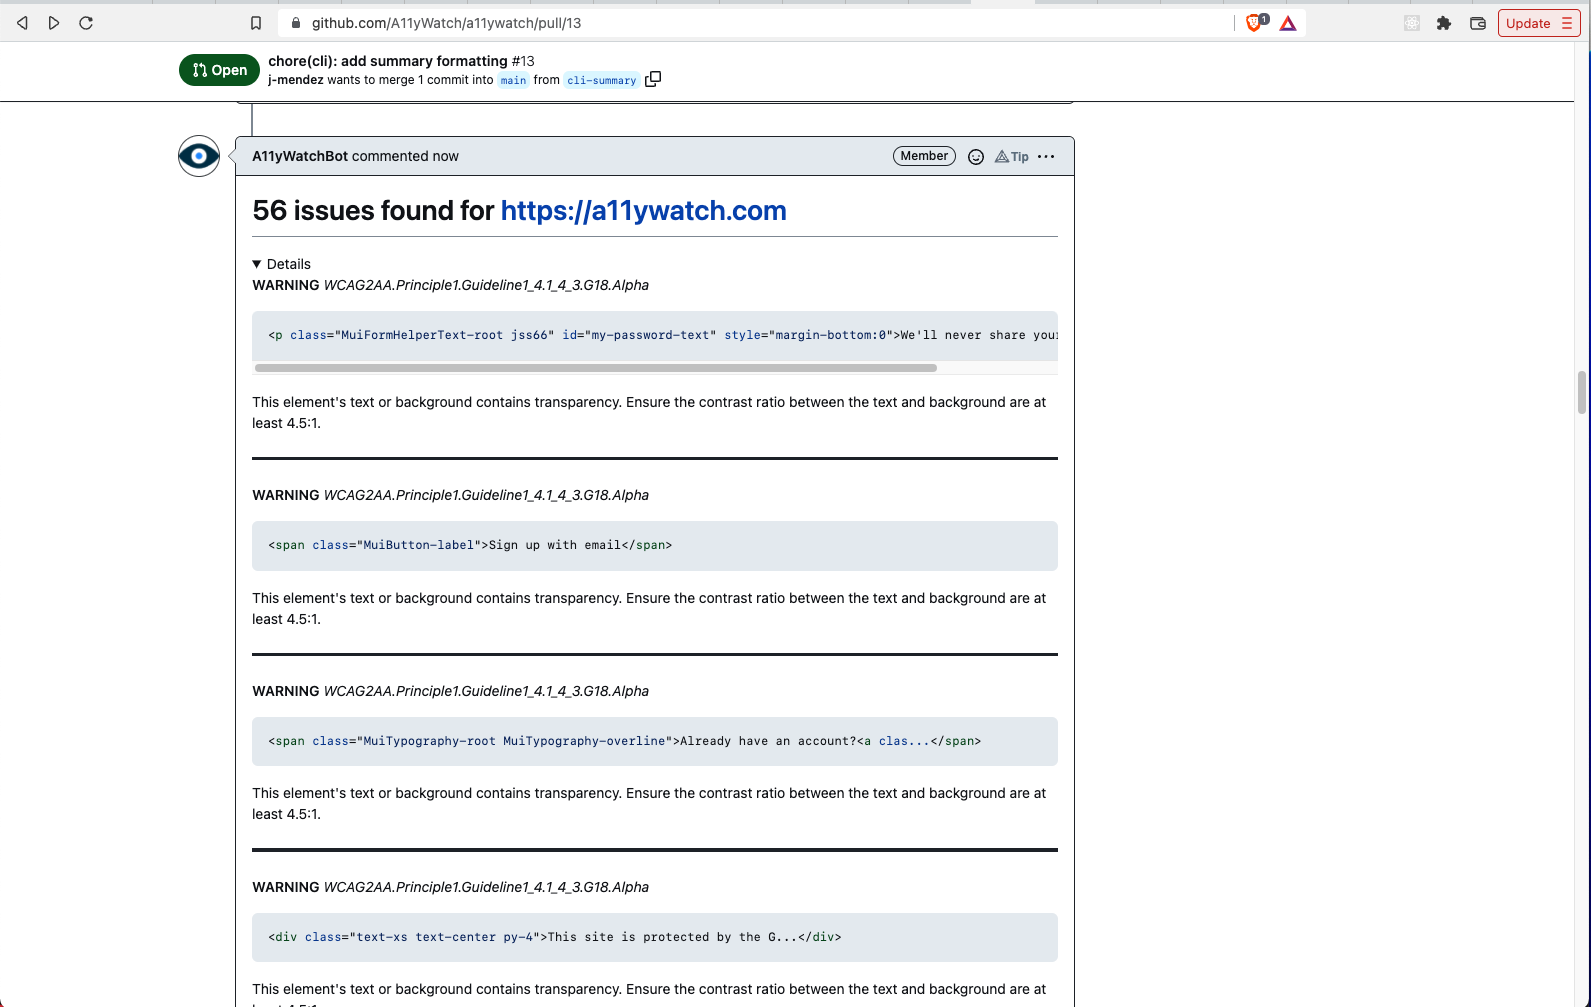 github.com/A11yWatch/a11ywatch/pull/13
1
Update
Open
chore(cli): add summary formatting #13
j-mendez wants to merge 1 commit into main from cli-summary
A11yWatchBot commented now
Member
Tip
56 issues found for https://a11ywatch.com
▼ Details
WARNING WCAG2AA.Principle1.Guideline1_4.1_4_3.G18.Alpha
<p class="MuiFormHelperText-root jss66" id="my-password-text" style="margin-bottom:0">We'll never share your
This element's text or background contains transparency. Ensure the contrast ratio between the text and background are at
least 4.5:1.
WARNING WCAG2AA.Principle1.Guideline1_4.1_4_3.G18.Alpha
<span class="MuiButton-label">Sign up with email</span>
This element's text or background contains transparency. Ensure the contrast ratio between the text and background are at
least 4.5:1.
WARNING WCAG2AA.Principle1.Guideline1_4.1_4_3.G18.Alpha
<span class="MuiTypography-root MuiTypography-overline">Already have an account?<a clas...</span>
This element's text or background contains transparency. Ensure the contrast ratio between the text and background are at
least 4.5:1.
WARNING WCAG2AA.Principle1.Guideline1_4.1_4_3.G18.Alpha
<div class="text-xs text-center py-4">This site is protected by the G...</div>
This element's text or background contains transparency. Ensure the contrast ratio between the text and background are at